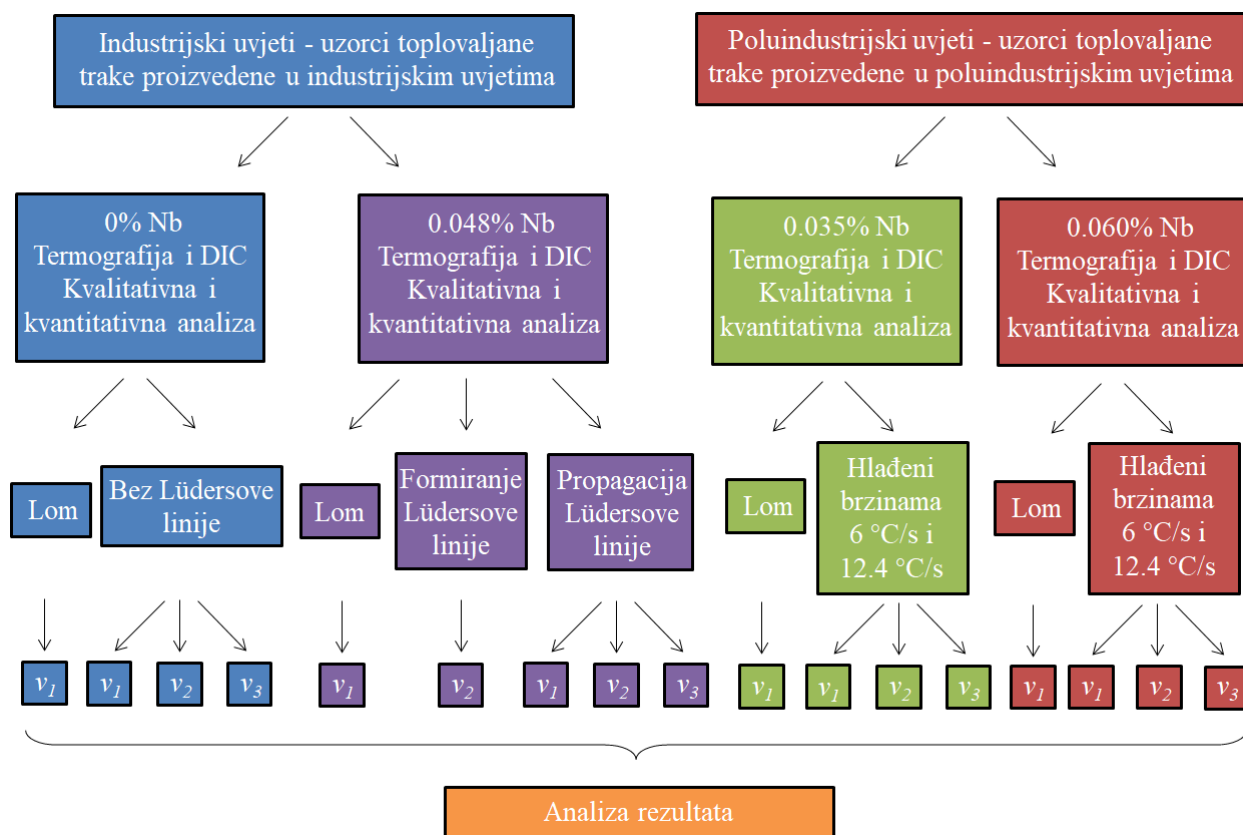 Industrijski uvjeti - uzorci toplovaljane
trake proizvedene u industrijskim uvjetima
Poluindustrijski uvjeti - uzorci toplovaljane
trake proizvedene u poluindustrijskim uvjetima
0% Nb
Termografija i DIC
Kvalitativna i
kvantitativna analiza
0.048% Nb
Termografija i DIC
Kvalitativna i
kvantitativna analiza
0.035% Nb
Termografija i DIC
Kvalitativna i
kvantitativna analiza
0.060% Nb
Termografija i DIC
Kvalitativna i
kvantitativna analiza
Lom
Bez Lüdersove
linije
Lom
Formiranje
Lüdersove
linije
Propagacija
Lüdersove
linije
Lom
Hlađeni
brzinama
6 °C/s i
12.4 °C/s
Lom
Hlađeni
brzinama
6 °C/s i
12.4 °C/s
v1
v1
v2
v3
v1
v2
v1
v2
v3
v1
v1
v2
v3
v1
v1
v2
v3
Analiza rezultata